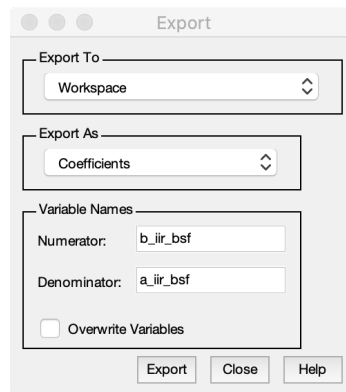 Export
Export To
Workspace
Export As
Coefficients
Variable Names
Numerator: b_iir_bsf
Denominator: a_iir_bsf
Overwrite Variables
Export Close Help